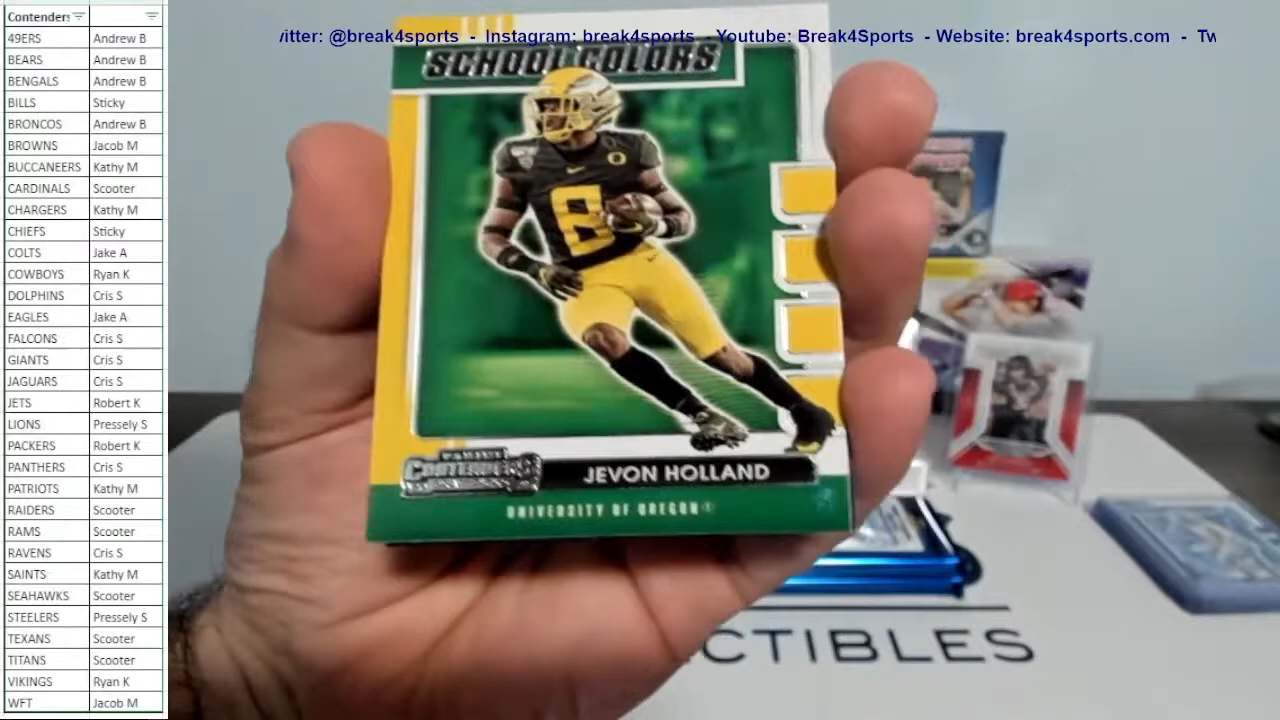 Contenders
49ERS Andrew B
BEARS Andrew B
BENGALS Andrew B
BILLS Sticky
BRONCOS Andrew B
BROWNS Jacob M
BUCCANEERS Kathy M
CARDINALS Scooter
CHARGERS Kathy M
CHIEFS Sticky
COLTS Jake A
COWBOYS Ryan K
DOLPHINS Cris S
EAGLES Jake A
FALCONS Cris S
GIANTS Cris S
JAGUARS Cris S
JETS Robert K
LIONS Pressely S
PACKERS Robert K
PANTHERS Cris S
PATRIOTS Kathy M
RAIDERS Scooter
RAMS Scooter
RAVENS Cris S
SAINTS Kathy M
SEAHAWKS Scooter
STEELERS Pressely S
TEXANS Scooter
TITANS Scooter
VIKINGS Ryan K
WFT Jacob M
itter: @break4sports - Instagram: break4sports - Youtube: Break4Sports - Website: break4sports.com - Tw
SCHOOL COLORS
8
PANINI
CONTENDERS
JEVON HOLLAND
UNIVERSITY OF OREGON
CTIBLES